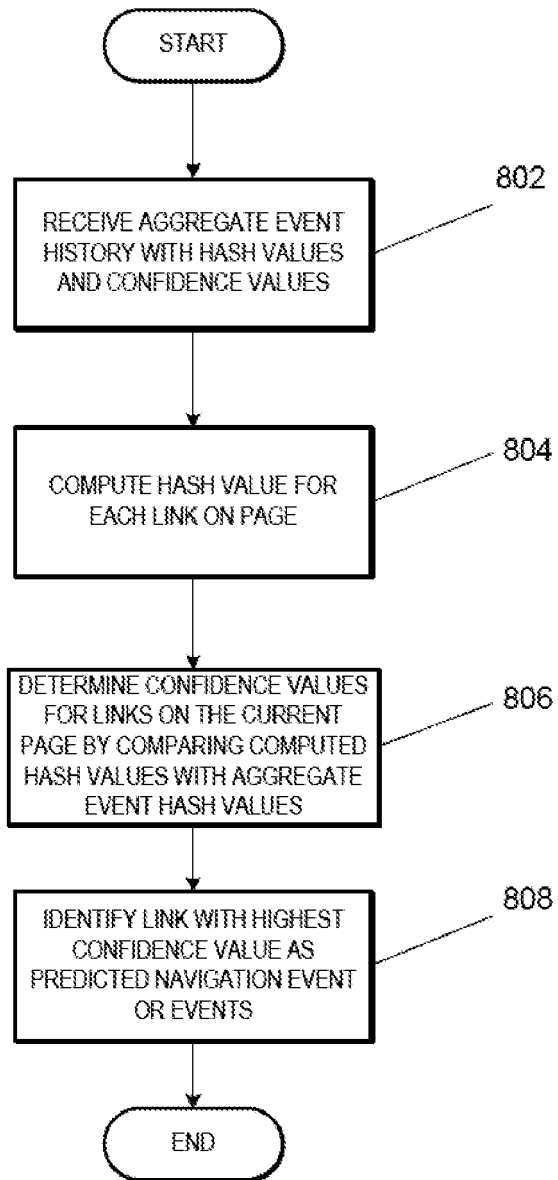 START
802
RECEIVE AGGREGATE EVENT
HISTORY WITH HASH VALUES
AND CONFIDENCE VALUES
804
COMPUTE HASH VALUE FOR
EACH LINK ON PAGE
806
DETERMINE CONFIDENCE VALUES
FOR LINKS ON THE CURRENT
PAGE BY COMPARING COMPUTED
HASH VALUES WITH AGGREGATE
EVENT HASH VALUES
808
IDENTIFY LINK WITH HIGHEST
CONFIDENCE VALUE AS
PREDICTED NAVIGATION EVENT
OR EVENTS
END